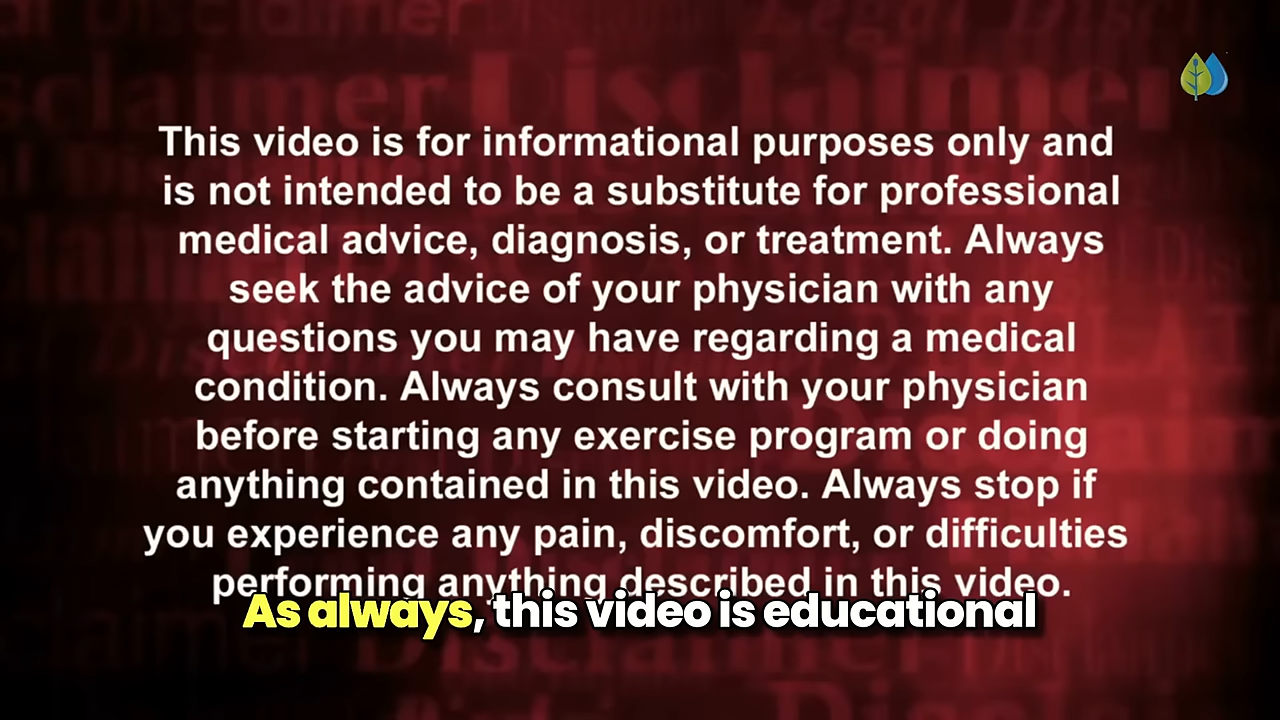 This video is for informational purposes only and
is not intended to be a substitute for professional
medical advice, diagnosis, or treatment. Always
seek the advice of your physician with any
questions you may have regarding a medical
condition. Always consult with your physician
before starting any exercise program or doing
anything contained in this video. Always stop if
you experience any pain, discomfort, or difficulties
performing anything described in this video.
As always, this video is educational